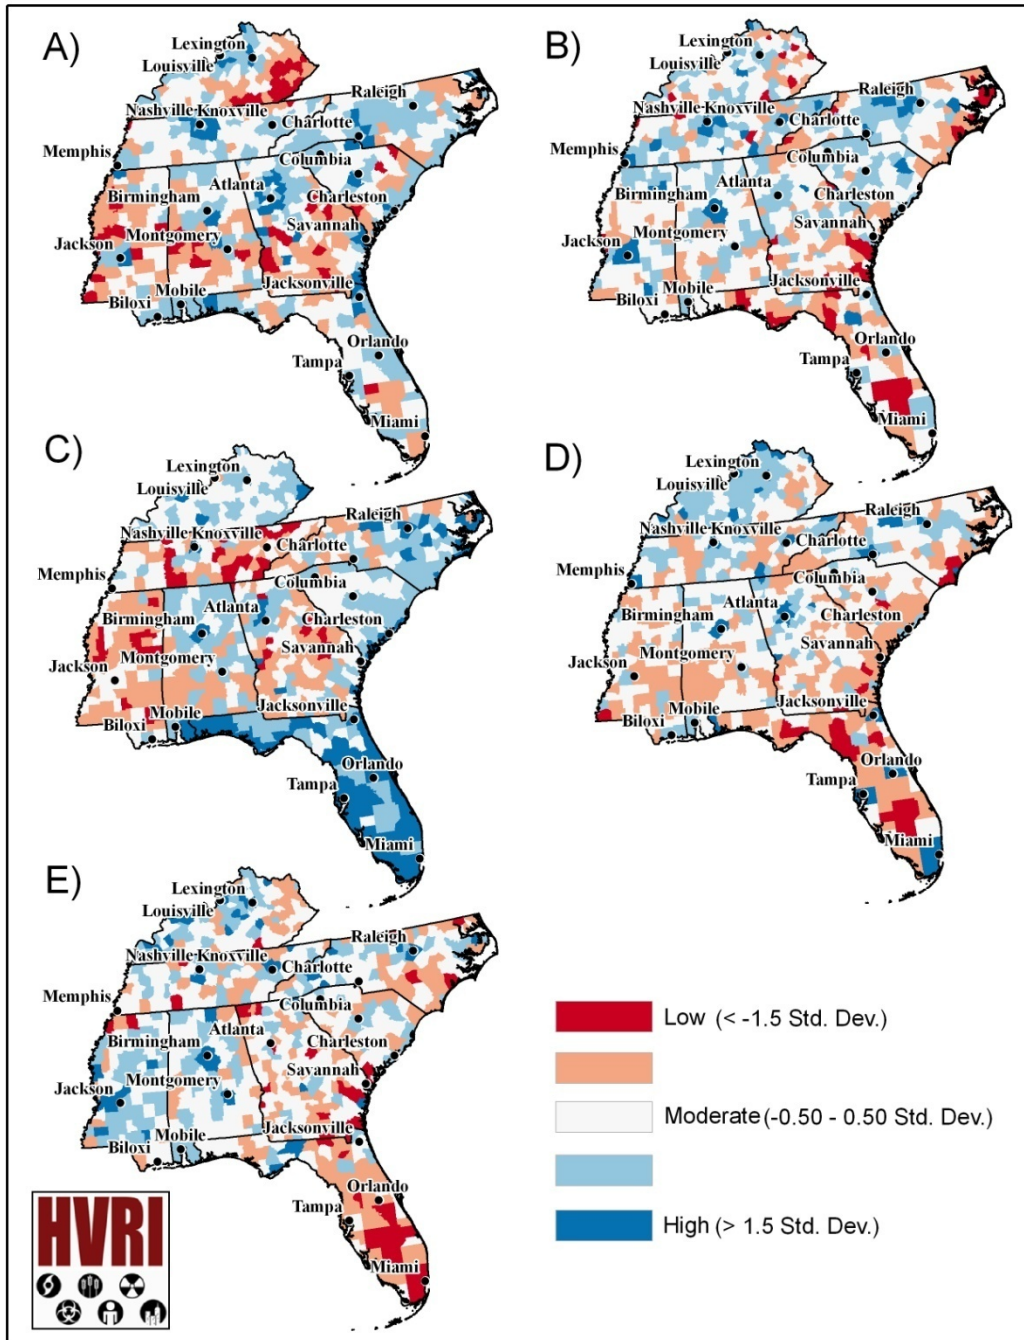 A)
Lexington
Louisville
Raleigh
Nashville Knoxville
Charlotte
Memphis
Columbia
Atlanta
Birmingham
Charleston
Savannah
Jackson
Montgomery
Jacksonville
Mobile
Biloxi
Orlando
Tampa
Miami
B)
Lexington
Louisville
Raleigh
Nashville Knoxville
Charlotte
Memphis
Columbia
Atlanta
Birmingham
Charleston
Savannah
Jackson
Montgomery
Jacksonville
Mobile
Biloxi
Orlando
Tampa
Miami
C)
Lexington
Louisville
Raleigh
Nashville Knoxville
Charlotte
Memphis
Columbia
Atlanta
Birmingham
Charleston
Savannah
Jackson
Montgomery
Jacksonville
Mobile
Biloxi
Orlando
Tampa
Miami
D)
Lexington
Louisville
Raleigh
Nashville Knoxville
Charlotte
Memphis
Columbia
Atlanta
Birmingham
Charleston
Savannah
Jackson
Montgomery
Jacksonville
Mobile
Biloxi
Orlando
Tampa
Miami
E)
Lexington
Louisville
Raleigh
Nashville Knoxville
Charlotte
Memphis
Columbia
Atlanta
Birmingham
Charleston
Savannah
Jackson
Montgomery
Jacksonville
Mobile
Biloxi
Orlando
Tampa
Miami
Low (< -1.5 Std. Dev.)
Moderate (-0.50 - 0.50 Std. Dev.)
High (> 1.5 Std. Dev.)
HVRI